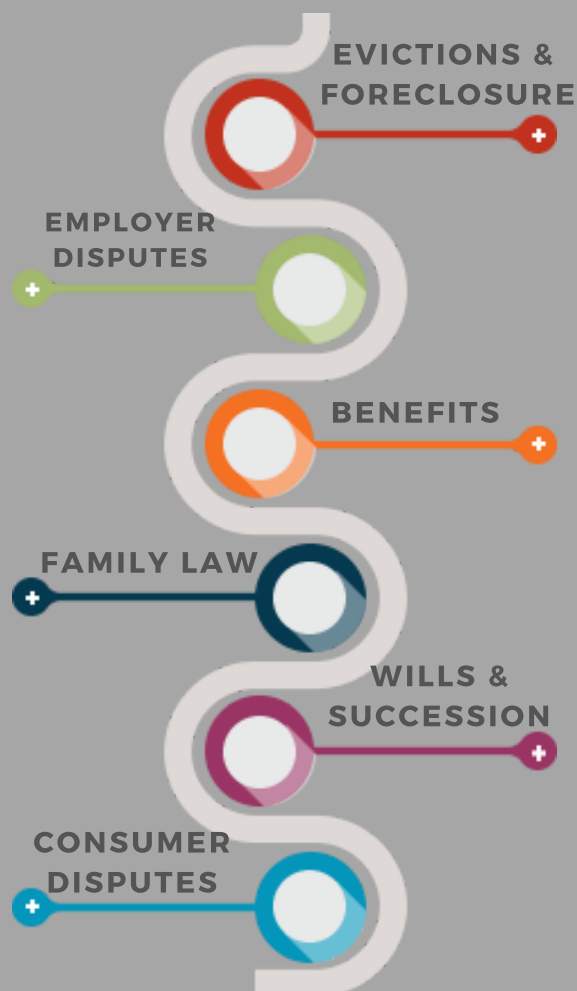 EVICTIONS &
FORECLOSURE
EMPLOYER
DISPUTES
BENEFITS
FAMILY LAW
WILLS &
SUCCESSION
CONSUMER
DISPUTES